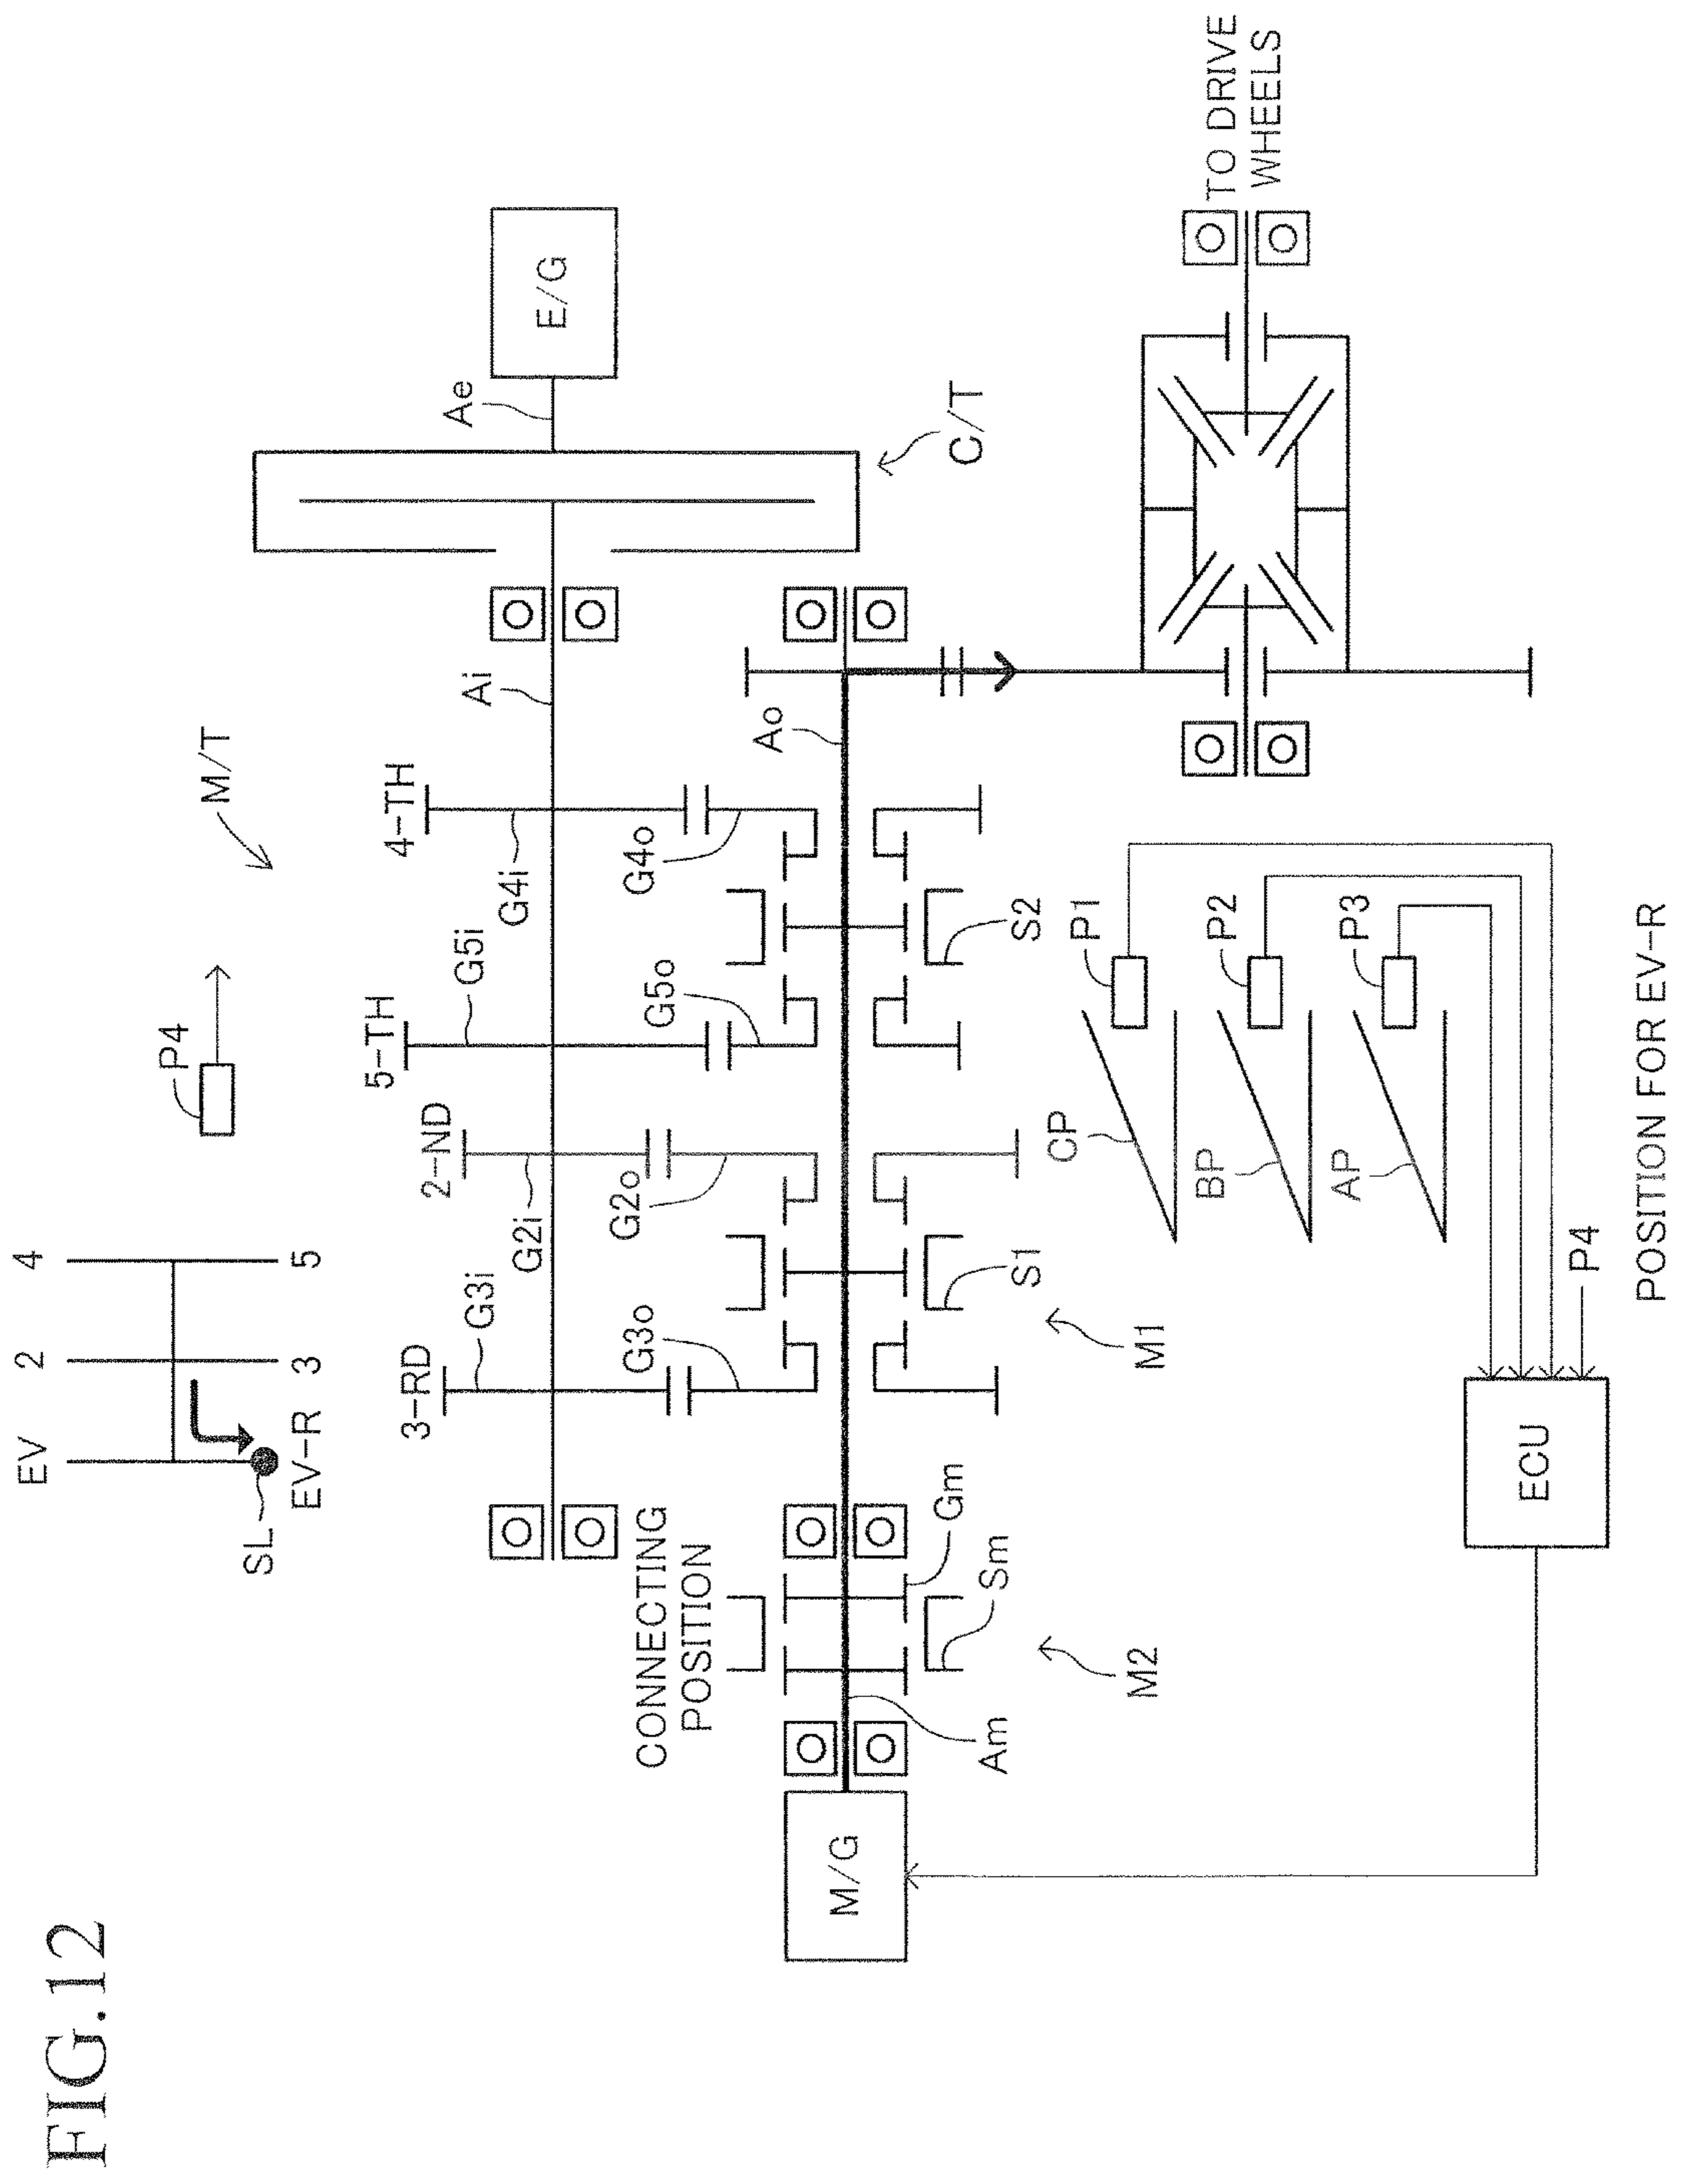 FIG.12
EV
2
4
EV-R
3
5
SL
P4
M/T
3-RD
2-ND
5-TH
4-TH
G3i
G2i
G5i
G4i
Ai
Ae
E/G
G3o
G2o
G5o
G4o
Ao
C/T
CONNECTING
POSITION
M/G
Am
Sm
Gm
S1
S2
M2
M1
TO DRIVE
WHEELS
CP
P1
BP
P2
AP
P3
ECU
P4
POSITION FOR EV-R